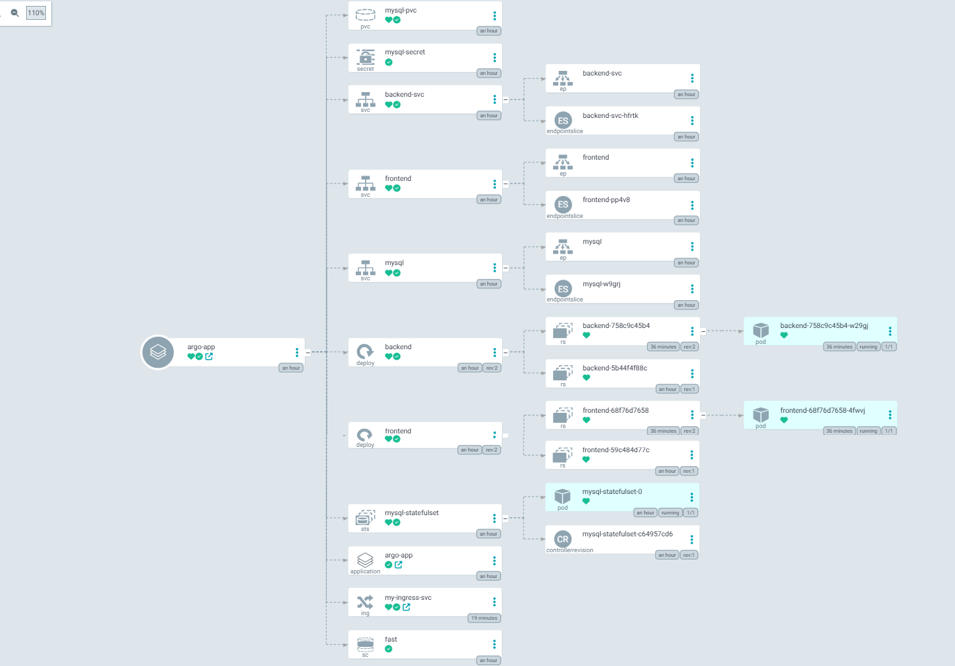 110%
mysql-pvc
pvc
an hour
mysql-secret
secret
an hour
backend-svc
svc
an hour
backend-svc
ep
an hour
backend-svc-hfrtk
ES
endpointslice
an hour
frontend
svc
an hour
frontend
ep
an hour
frontend-pp4v8
ES
endpointslice
an hour
mysql
svc
an hour
mysql
ep
an hour
mysql-w9grj
ES
endpointslice
an hour
argo-app
an hour
backend
deploy
an hour rev:2
backend-758c9c45b4
rs
36 minutes rev:2
backend-758c9c45b4-w29gj
pod
36 minutes running 1/1
backend-5b44f4f88c
rs
an hour rev:1
frontend
deploy
an hour rev:2
frontend-68f76d7658
rs
36 minutes rev:2
frontend-68f76d7658-4fwvj
pod
36 minutes running 1/1
frontend-59c484d77c
rs
an hour rev:1
mysql-statefulset
sts
an hour
mysql-statefulset-0
pod
an hour running 1/1
mysql-statefulset-c64957cd6
CR
controllerrevision
an hour rev:1
argo-app
application
an hour
my-ingress-svc
ing
19 minutes
fast
sc
an hour